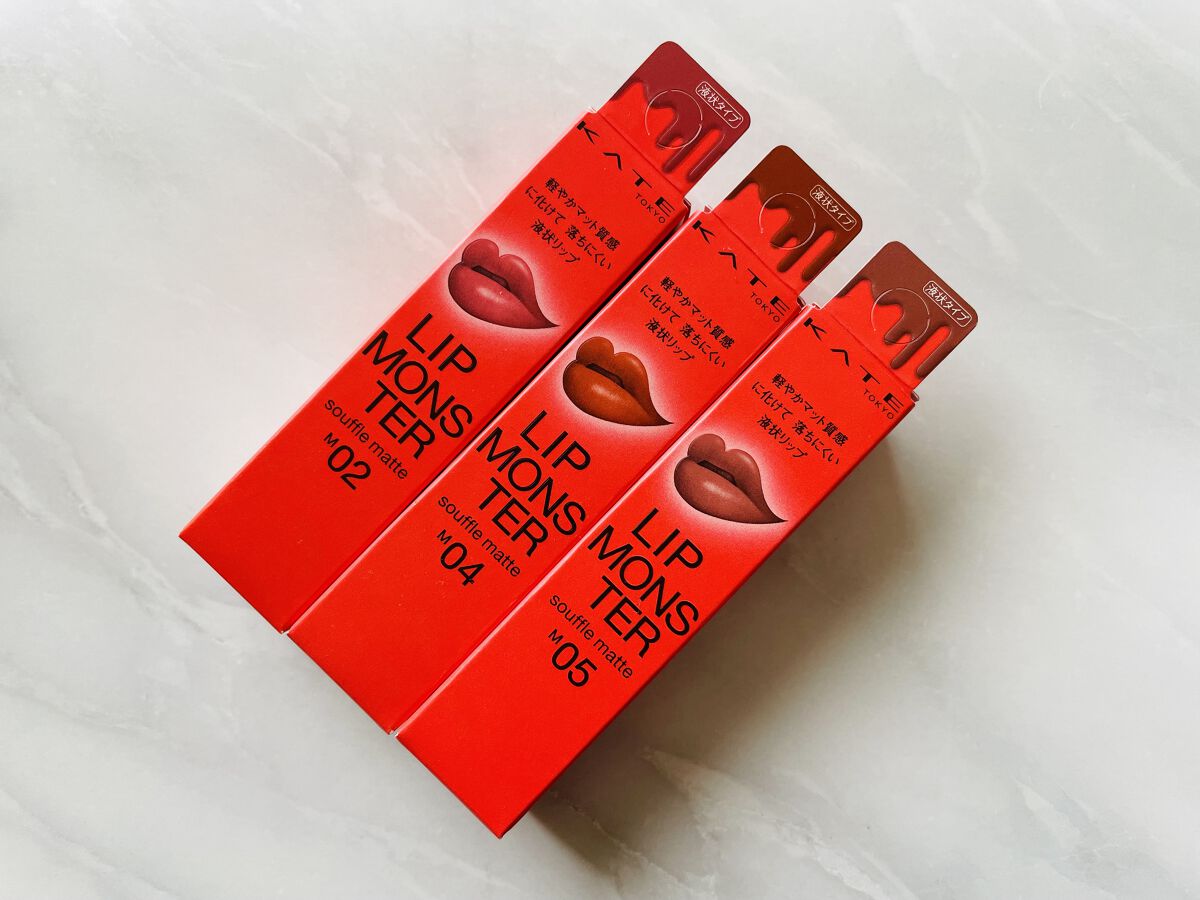 液状タイプ
KATE
TOKYO
軽やかマット質感
に化けて 落ちにくい
液状リップ
LIP
MONS
TER
souffle matte
M02
液状タイプ
KATE
TOKYO
軽やかマット質感
に化けて 落ちにくい
液状リップ
LIP
MONS
TER
souffle matte
M04
液状タイプ
KATE
TOKYO
軽やかマット質感
に化けて 落ちにくい
液状リップ
LIP
MONS
TER
souffle matte
M05